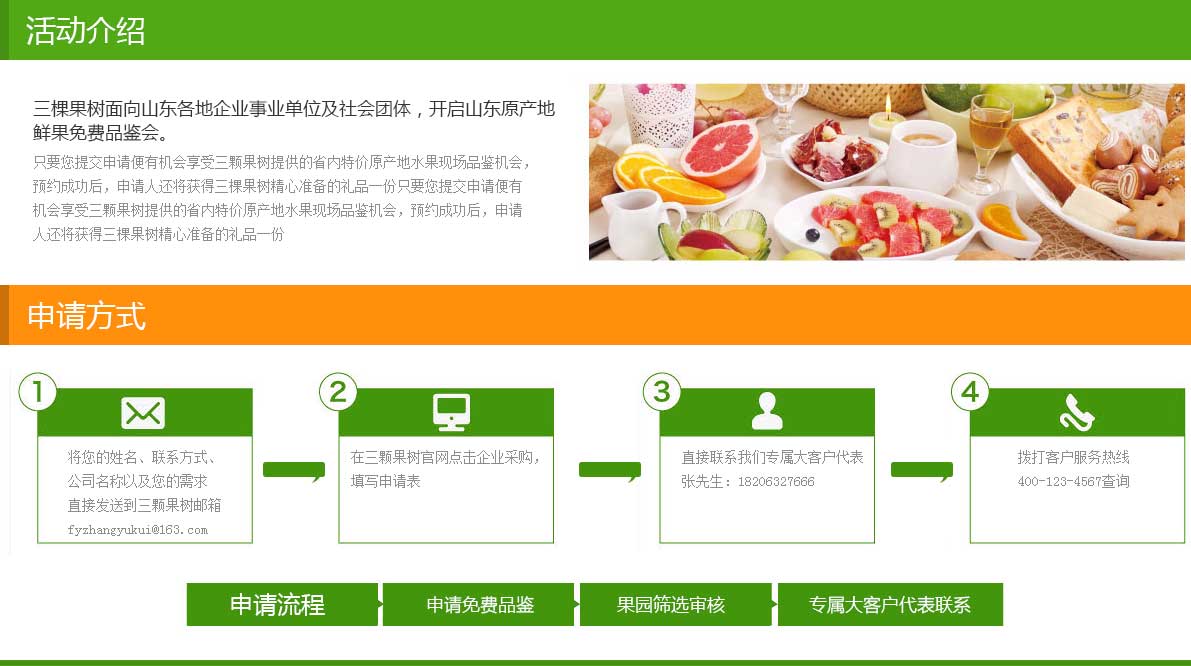 活动介绍
三棵果树面向山东各地企业事业单位及社会团体，开启山东原产地
鲜果免费品鉴会。
只要您提交申请便有机会享受三颗果树提供的省内特价原产地水果现场品鉴机会，
预约成功后，申请人还将获得三棵果树精心准备的礼品一份只要您提交申请便有
机会享受三颗果树提供的省内特价原产地水果现场品鉴机会，预约成功后，申请
人还将获得三棵果树精心准备的礼品一份
申请方式
1
将您的姓名、联系方式、
公司名称以及您的需求
直接发送到三颗果树邮箱
fyzhangyukui@163.com
2
在三颗果树官网点击企业采购，
填写申请表
3
直接联系我们专属大客户代表
张先生：18206327666
4
拨打客户服务热线
400-123-4567查询
申请流程
申请免费品鉴
果园筛选审核
专属大客户代表联系